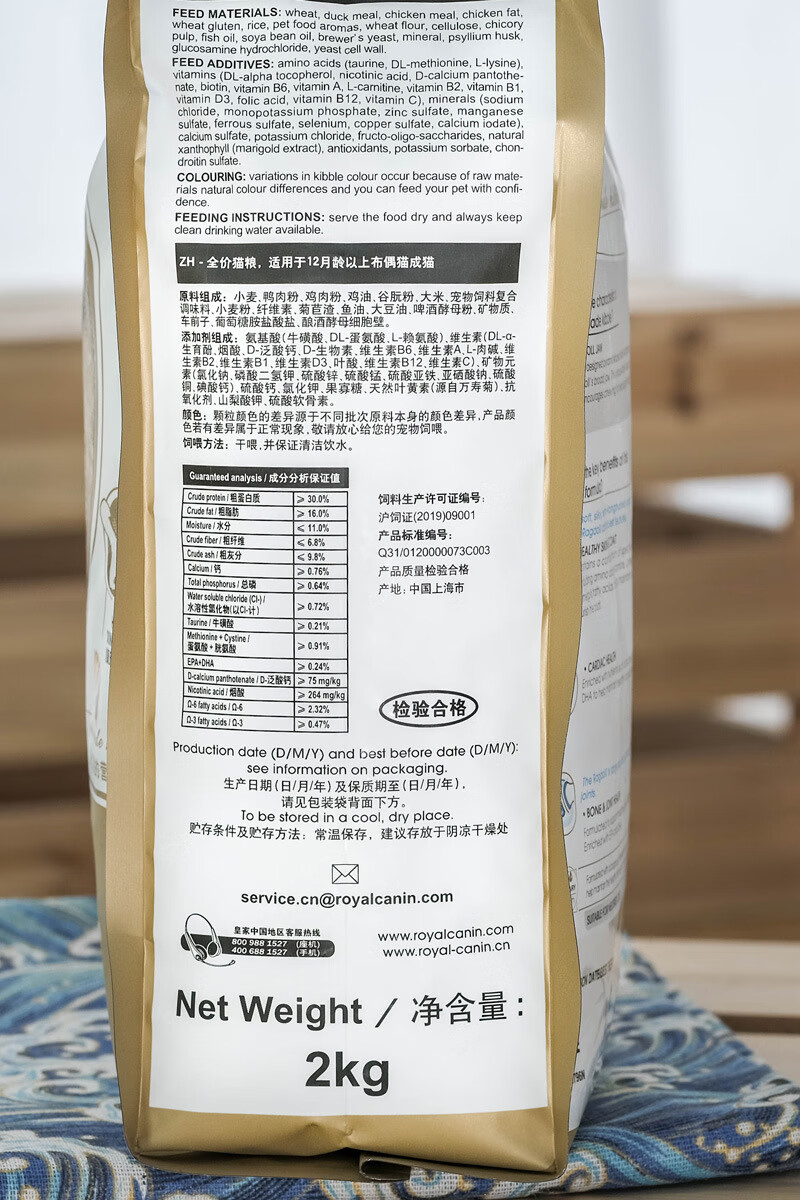 FEED MATERIALS: wheat, duck meal, chicken meal, chicken fat,
wheat gluten, rice, pet food aromas, wheat flour, cellulose, chicory
pulp, fish oil, soya bean oil, brewer's yeast, mineral, psyllium husk,
glucosamine hydrochloride, yeast cell wall.
FEED ADDITIVES: amino acids (taurine, DL-methionine, L-lysine),
vitamins (DL-alpha tocopherol, nicotinic acid, D-calcium pantothe-
nate, biotin, vitamin B6, vitamin A, L-carnitine, vitamin B2, vitamin B1,
vitamin D3, folic acid, vitamin B12, vitamin C), minerals (sodium
chloride, monopotassium phosphate, zinc sulfate, manganese
sulfate, ferrous sulfate, selenium, copper sulfate, calcium iodate),
calcium sulfate, potassium chloride, fructo-oligo-saccharides, natural
xanthophyll (marigold extract), antioxidants, potassium sorbate, chon-
droitin sulfate.
COLOURING: variations in kibble colour occur because of raw mate-
rials natural colour differences and you can feed your pet with confi-
dence.
FEEDING INSTRUCTIONS: serve the food dry and always keep
clean drinking water available.
ZH - 全价猫粮，适用于12月龄以上布偶猫成猫
原料组成：小麦、鸭肉粉、鸡肉粉、鸡油、谷朊粉、大米、宠物饲料复合
调味料、小麦粉、纤维素、菊苣渣、鱼油、大豆油、啤酒酵母粉、矿物质、
车前子、葡萄糖胺盐酸盐、酿酒酵母细胞壁。
添加剂组成：氨基酸(牛磺酸、DL-蛋氨酸、L-赖氨酸)、维生素(DL-α-
生育酚、烟酸、D-泛酸钙、D-生物素、维生素B6、维生素A、L-肉碱、维
生素B2、维生素B1、维生素D3、叶酸、维生素B12、维生素C)、矿物元
素(氯化钠、磷酸二氢钾、硫酸锌、硫酸锰、硫酸亚铁、亚硒酸钠、硫酸
铜、碘酸钙)、硫酸钙、氯化钾、果寡糖、天然叶黄素(源自万寿菊)、抗
氧化剂、山梨酸钾、硫酸软骨素。
颜色：颗粒颜色的差异源于不同批次原料本身的颜色差异，产品颜
色若有差异属于正常现象，敬请放心给您的宠物饲喂。
饲喂方法：干喂，并保证清洁饮水。
Guaranteed analysis / 成分分析保证值
Crude protein / 粗蛋白质 ≥ 30.0%
Crude fat / 粗脂肪 ≥ 16.0%
Moisture / 水分 ≤ 11.0%
Crude fiber / 粗纤维 ≤ 6.8%
Crude ash / 粗灰分 ≤ 9.8%
Calcium / 钙 ≥ 0.76%
Total phosphorus / 总磷 ≥ 0.64%
Water soluble chloride (Cl-) /
水溶性氯化物(以Cl-计) ≥ 0.72%
Taurine / 牛磺酸 ≥ 0.21%
Methionine + Cystine /
蛋氨酸 + 胱氨酸 ≥ 0.91%
EPA+DHA ≥ 0.24%
D-calcium panthotenate / D-泛酸钙 ≥ 75 mg/kg
Nicotinic acid / 烟酸 ≥ 264 mg/kg
Ω-6 fatty acids / Ω-6 ≥ 2.32%
Ω-3 fatty acids / Ω-3 ≥ 0.47%
饲料生产许可证编号：
沪饲证(2019)09001
产品标准编号：
Q31/0120000073C003
产品质量检验合格
产地：中国上海市
检验合格
Production date (D/M/Y) and best before date (D/M/Y):
see information on packaging.
生产日期(日/月/年)及保质期至(日/月/年)，
请见包装袋背面下方。
To be stored in a cool, dry place.
贮存条件及贮存方法：常温保存，建议存放于阴凉干燥处
service.cn@royalcanin.com
皇家中国地区客服热线
800 988 1527 (座机)
400 688 1527 (手机)
www.royalcanin.com
www.royal-canin.cn
Net Weight / 净含量：
2kg
the key benefits of this
formula?
• CARDIAC HEALTH
• BONE & JOINT HEALTH